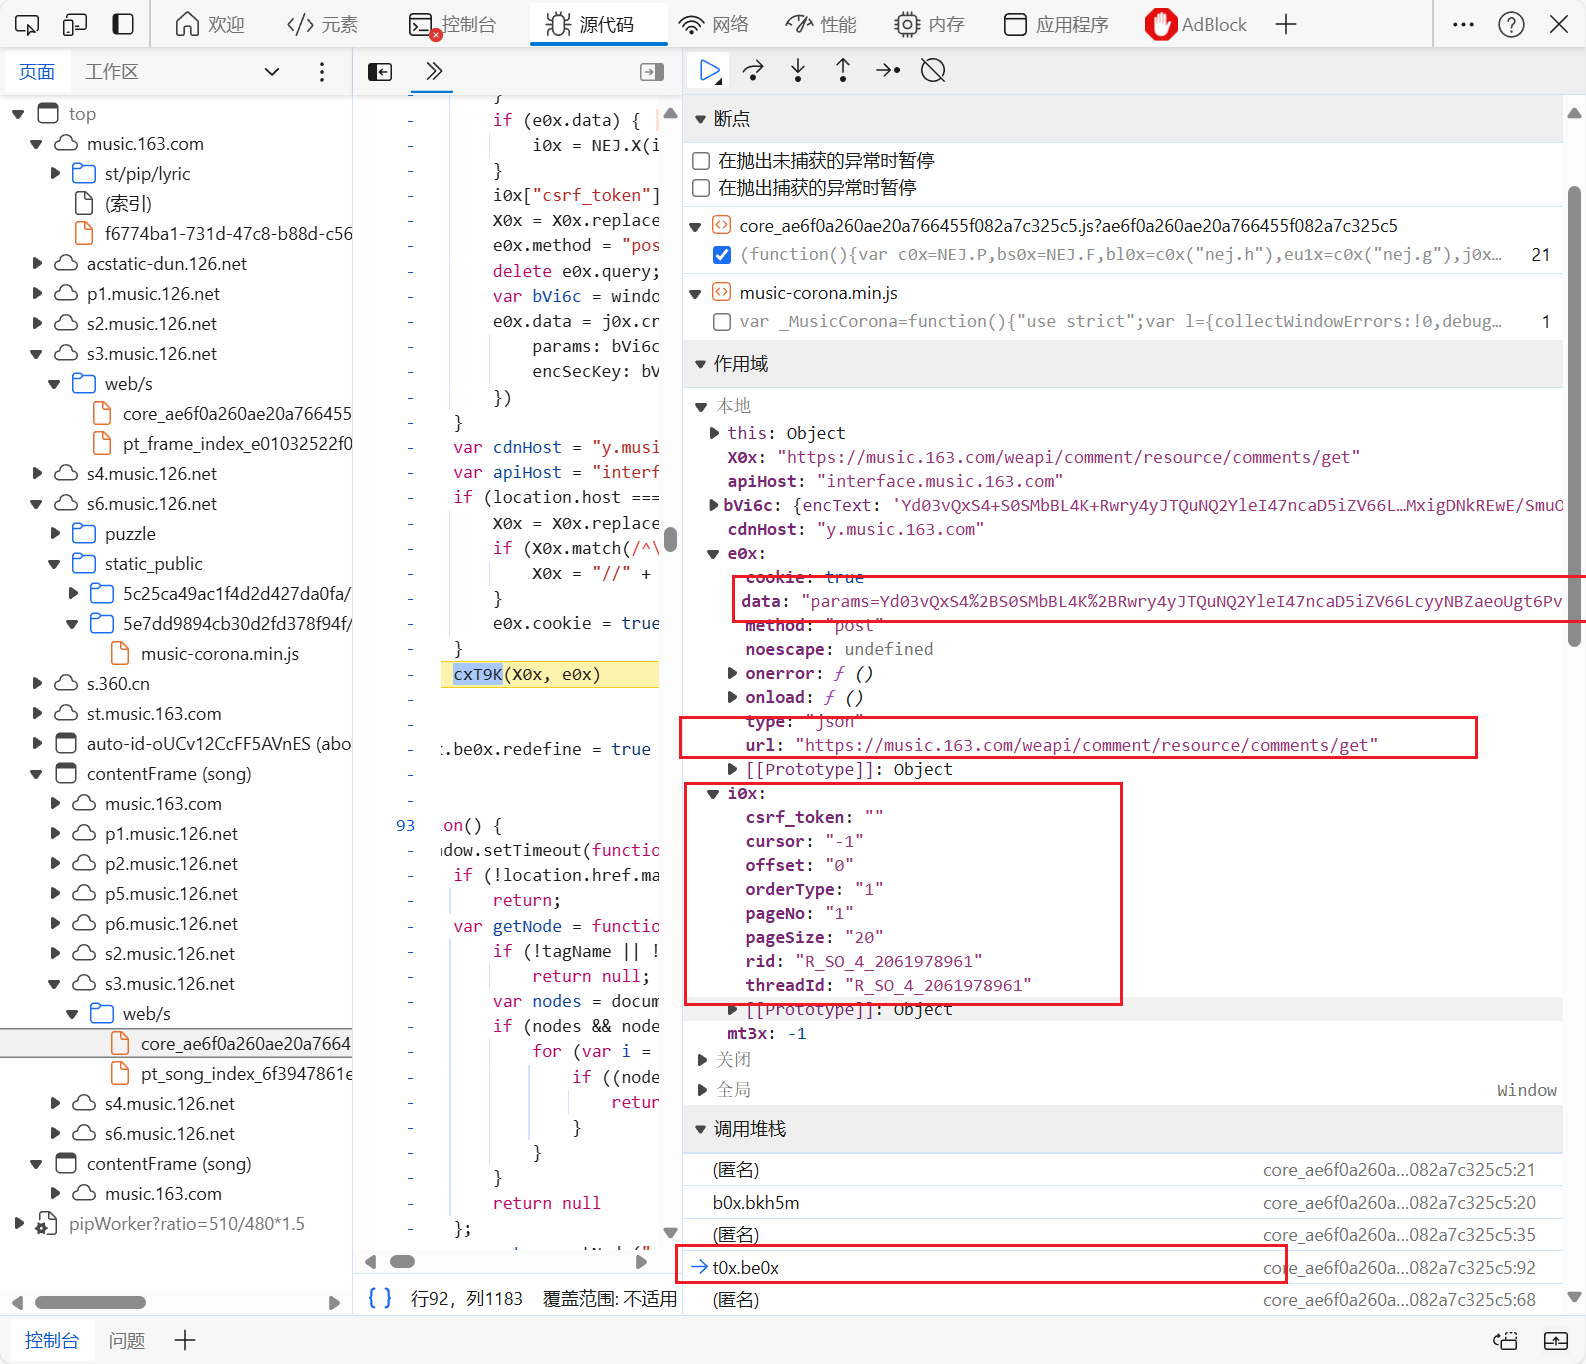 欢迎
元素
控制台
源代码
网络
性能
内存
应用程序
AdBlock
页面
工作区
top
music.163.com
st/pip/lyric
(索引)
f6774ba1-731d-47c8-b88d-c56
acstatic-dun.126.net
p1.music.126.net
s2.music.126.net
s3.music.126.net
web/s
core_ae6f0a260ae20a766455
pt_frame_index_e01032522f0
s4.music.126.net
s6.music.126.net
puzzle
static_public
5c25ca49ac1f4d2d427da0fa/
5e7dd9894cb30d2fd378f94f/
music-corona.min.js
s.360.cn
st.music.163.com
auto-id-oUCv12CcFF5AVnES (abo
contentFrame (song)
music.163.com
p1.music.126.net
p2.music.126.net
p5.music.126.net
p6.music.126.net
s2.music.126.net
s3.music.126.net
web/s
core_ae6f0a260ae20a7664
pt_song_index_6f3947861e
s4.music.126.net
s6.music.126.net
contentFrame (song)
music.163.com
pipWorker?ratio=510/480*1.5
}
if (e0x.data) {
i0x = NEJ.X(i
}
i0x["csrf_token"]
X0x = X0x.replace
e0x.method = "pos
delete e0x.query;
var bVi6c = windo
e0x.data = j0x.cr
params: bVi6c
encSecKey: bV
})
}
var cdnHost = "y.musi
var apiHost = "interf
if (location.host ===
X0x = X0x.replace
if (X0x.match(/^\
X0x = "//" +
}
e0x.cookie = true
}
cxT9K(X0x, e0x)
:.be0x.redefine = true
93
ion() {
ndow.setTimeout(functio
if (!location.href.ma
return;
var getNode = functio
if (!tagName || !
return null;
var nodes = docum
if (nodes && node
for (var i =
if ((node
retur
}
}
}
return null
};
{ }
行92, 列1183
覆盖范围: 不适用
断点
在抛出未捕获的异常时暂停
在抛出捕获的异常时暂停
core_ae6f0a260ae20a766455f082a7c325c5.js?ae6f0a260ae20a766455f082a7c325c5
(function(){var c0x=NEJ.P,bs0x=NEJ.F,bl0x=c0x("nej.h"),eu1x=c0x("nej.g"),j0x… 21
music-corona.min.js
var _MusicCorona=function(){"use strict";var l={collectWindowErrors:!0,debug… 1
作用域
本地
this: Object
X0x: "https://music.163.com/weapi/comment/resource/comments/get"
apiHost: "interface.music.163.com"
bVi6c: {encText: 'Yd03vQxS4+S0SMbBL4K+Rwry4yJTQuNQ2YleI47ncaD5iZV66L…MxigDNkREwE/SmuO
cdnHost: "y.music.163.com"
e0x:
cookie: true
data: "params=Yd03vQxS4%2BS0SMbBL4K%2BRwry4yJTQuNQ2YleI47ncaD5iZV66LcyyNBZaeoUgt6Pv
method: "post"
noescape: undefined
onerror: ƒ ()
onload: ƒ ()
type: "json"
url: "https://music.163.com/weapi/comment/resource/comments/get"
[[Prototype]]: Object
i0x:
csrf_token: ""
cursor: "-1"
offset: "0"
orderType: "1"
pageNo: "1"
pageSize: "20"
rid: "R_SO_4_2061978961"
threadId: "R_SO_4_2061978961"
[[Prototype]]: Object
mt3x: -1
关闭
全局 Window
调用堆栈
(匿名) core_ae6f0a260a…082a7c325c5:21
b0x.bkh5m core_ae6f0a260a…082a7c325c5:20
(匿名) core_ae6f0a260a…082a7c325c5:35
t0x.be0x core_ae6f0a260a…082a7c325c5:92
(匿名) core_ae6f0a260a…082a7c325c5:68
控制台
问题